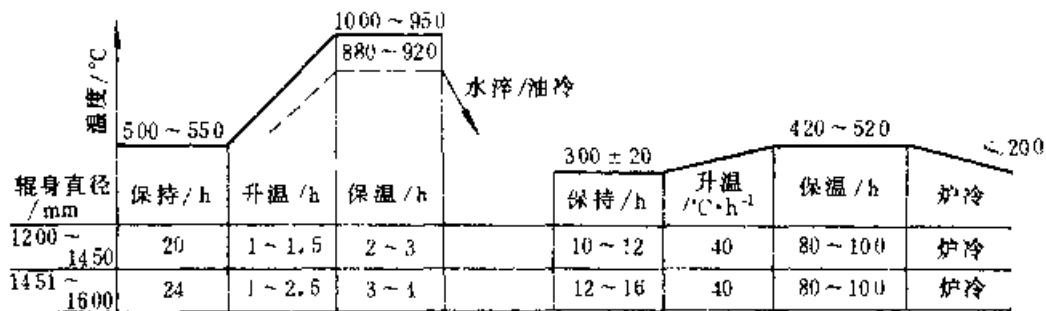 1000～950
880～920
温度/°C
水淬/油冷
500～550
420～520
300±20
200
辊身直径/mm
保持/h
升温/h
保温/h
保持/h
升温/°C·h⁻¹
保温/h
炉冷
1200～1450
20
1～1.5
2～3
10～12
40
80～100
炉冷
1451～1600
24
1～2.5
3～4
12～16
40
80～100
炉冷